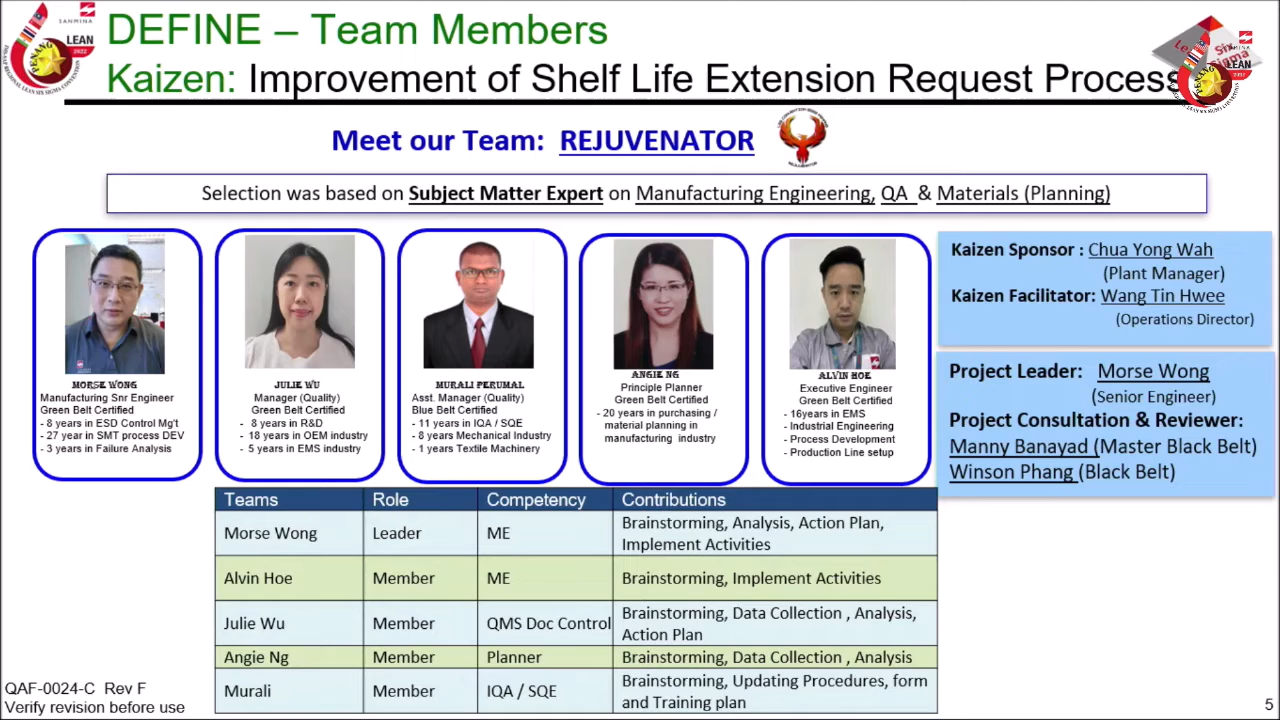 SANMINA
LEAN
2022
PENANG
DEFINE – Team Members
Kaizen: Improvement of Shelf Life Extension Request Process
Meet our Team: REJUVENATOR
Selection was based on Subject Matter Expert on Manufacturing Engineering, QA & Materials (Planning)
MORSE WONG
Manufacturing Snr Engineer
Green Belt Certified
- 8 years in ESD Control Mg't
- 27 year in SMT process DEV
- 3 years in Failure Analysis
JULIE WU
Manager (Quality)
Green Belt Certified
- 8 years in R&D
- 18 years in OEM industry
- 5 years in EMS industry
MURALI PERUMAL
Asst. Manager (Quality)
Blue Belt Certified
- 11 years in IQA / SQE
- 8 years Mechanical Industry
- 1 years Textile Machinery
ANGIE NG
Principle Planner
Green Belt Certified
- 20 years in purchasing /
material planning in
manufacturing industry
ALVIN HOE
Executive Engineer
Green Belt Certified
- 16years in EMS
- Industrial Engineering
- Process Development
- Production Line setup
Kaizen Sponsor : Chua Yong Wah
(Plant Manager)
Kaizen Facilitator: Wang Tin Hwee
(Operations Director)
Project Leader: Morse Wong
(Senior Engineer)
Project Consultation & Reviewer:
Manny Banayad (Master Black Belt)
Winson Phang (Black Belt)
Teams Role Competency Contributions
Morse Wong Leader ME Brainstorming, Analysis, Action Plan,
Implement Activities
Alvin Hoe Member ME Brainstorming, Implement Activities
Julie Wu Member QMS Doc Control Brainstorming, Data Collection , Analysis,
Action Plan
Angie Ng Member Planner Brainstorming, Data Collection , Analysis
Murali Member IQA / SQE Brainstorming, Updating Procedures, form
and Training plan
QAF-0024-C Rev F
Verify revision before use
5